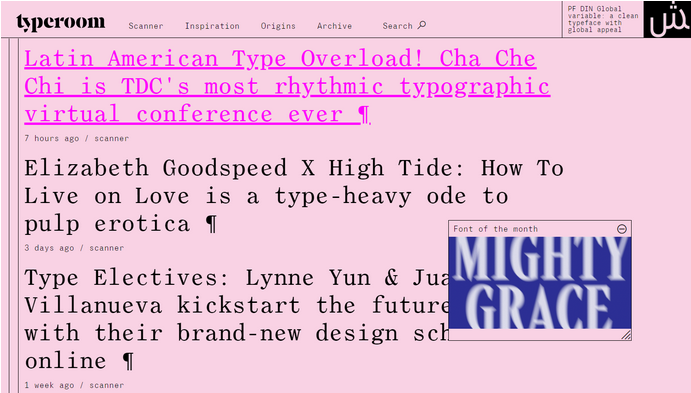 typeroom
Scanner Inspiration Origins Archive Search
PF DIN Global
variable: a clean
typeface with
global appeal
ش
Latin American Type Overload! Cha Che
Chi is TDC's most rhythmic typographic
virtual conference ever ¶
7 hours ago / scanner
Elizabeth Goodspeed X High Tide: How To
Live on Love is a type-heavy ode to
pulp erotica ¶
3 days ago / scanner
Font of the month
MIGHTY
GRACE
Type Electives: Lynne Yun & Jua
Villanueva kickstart the future
with their brand-new design sch
online ¶
1 week ago / scanner